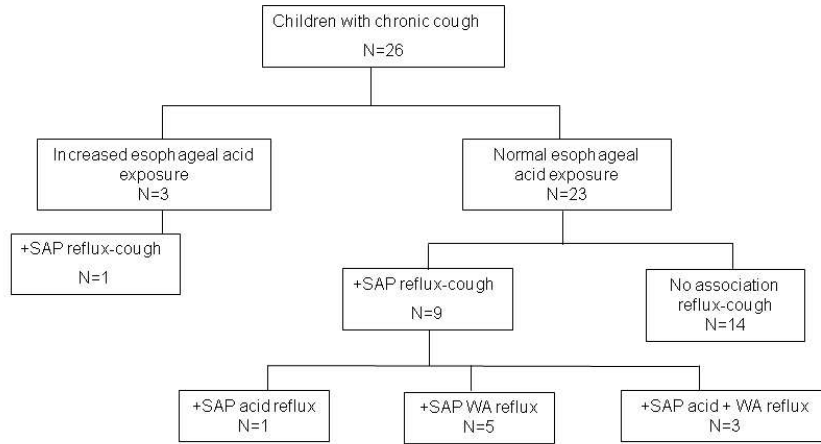 Children with chronic cough
N=26
Increased esophageal acid
exposure
N=3
Normal esophageal
acid exposure
N=23
+SAP reflux-cough
N=1
+SAP reflux-cough
N=9
No association
reflux-cough
N=14
+SAP acid reflux
N=1
+SAP WA reflux
N=5
+SAP acid + WA reflux
N=3